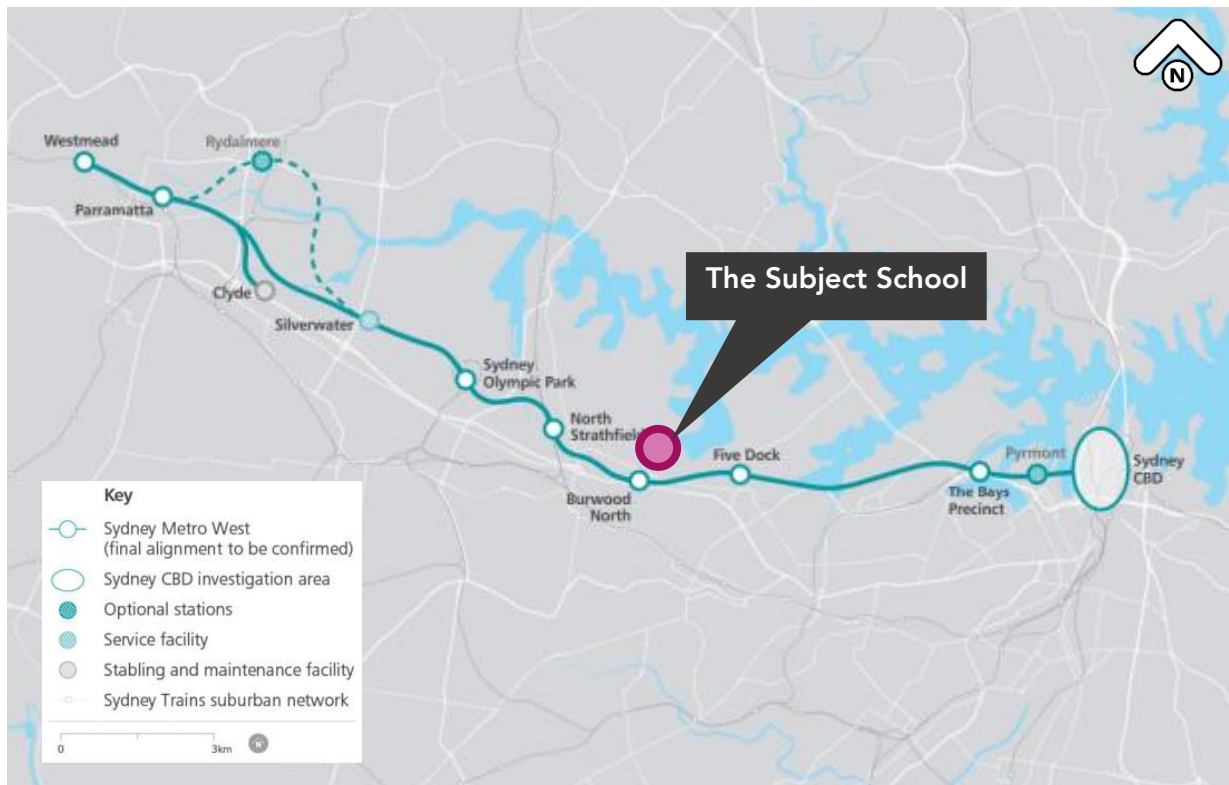 N
Westmead
Rydalmere
Parramatta
The Subject School
Clyde
Silverwater
Sydney
Olympic Park
North
Strathfield
Five Dock
Pyrmont
Sydney
CBD
Burwood
North
The Bays
Precinct
Key
Sydney Metro West
(final alignment to be confirmed)
Sydney CBD investigation area
Optional stations
Service facility
Stabling and maintenance facility
Sydney Trains suburban network
0 3km N